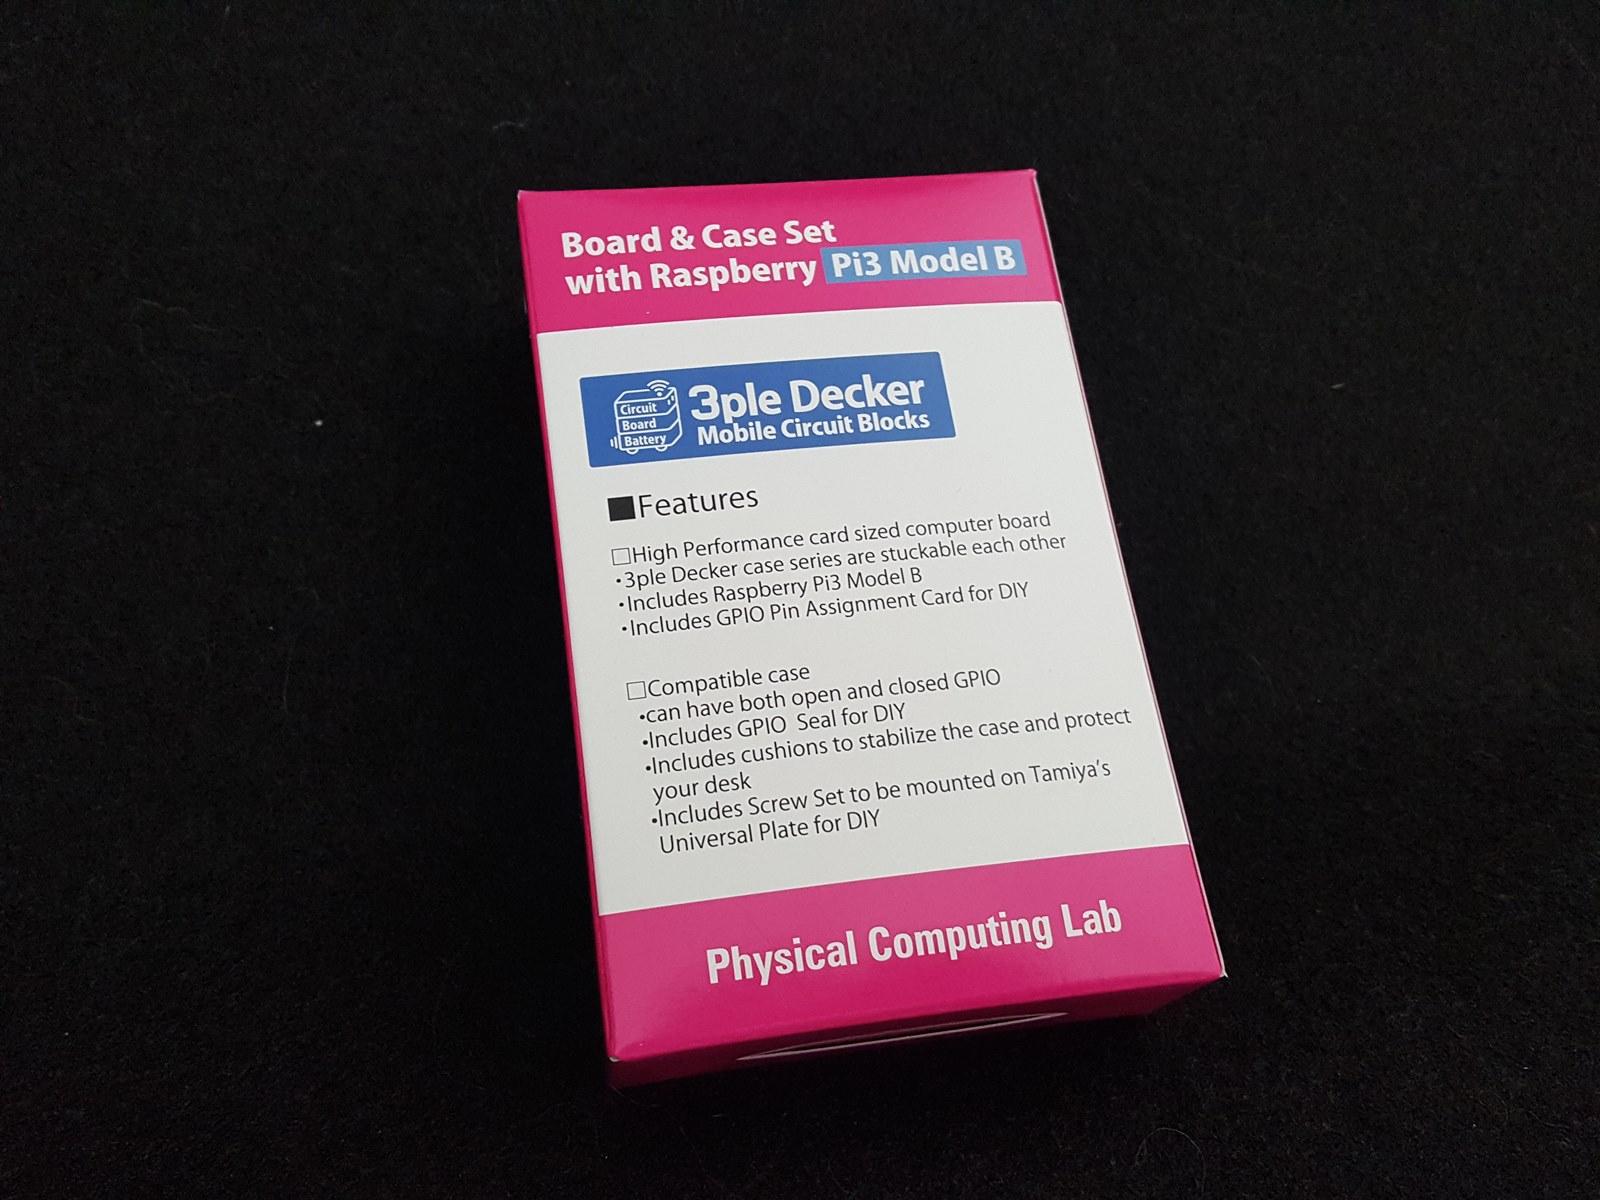 Board & Case Set
with Raspberry Pi3 Model B
Circuit
Board
Battery
3ple Decker
Mobile Circuit Blocks
■Features
□High Performance card sized computer board
・3ple Decker case series are stuckable each other
・Includes Raspberry Pi3 Model B
・Includes GPIO Pin Assignment Card for DIY
□Compatible case
・can have both open and closed GPIO
・Includes GPIO Seal for DIY
・Includes cushions to stabilize the case and protect
your desk
・Includes Screw Set to be mounted on Tamiya's
Universal Plate for DIY
Physical Computing Lab